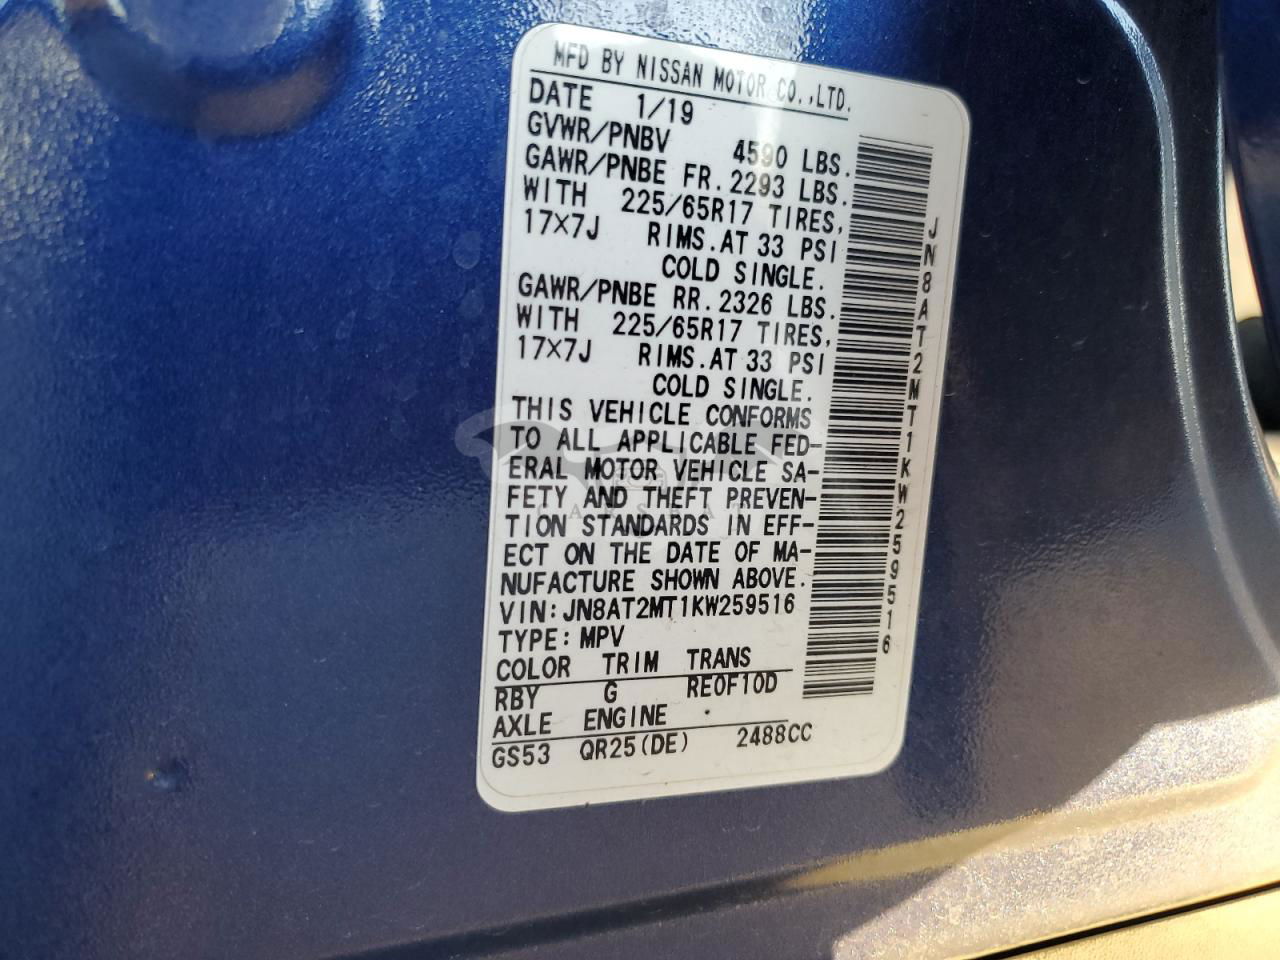 MFD BY NISSAN MOTOR CO.,LTD.
DATE 1/19
GVWR/PNBV 4590 LBS.
GAWR/PNBE FR. 2293 LBS.
WITH 225/65R17 TIRES,
17X7J RIMS. AT 33 PSI
COLD SINGLE.
GAWR/PNBE RR. 2326 LBS.
WITH 225/65R17 TIRES,
17X7J RIMS. AT 33 PSI
COLD SINGLE.
THIS VEHICLE CONFORMS
TO ALL APPLICABLE FED-
ERAL MOTOR VEHICLE SA-
FETY AND THEFT PREVEN-
TION STANDARDS IN EFF-
ECT ON THE DATE OF MA-
NUFACTURE SHOWN ABOVE.
VIN: JN8AT2MT1KW259516
TYPE: MPV
COLOR TRIM TRANS
RBY G RE0F10D
AXLE ENGINE
GS53 QR25(DE) 2488CC
JN8AT2MT1KW259516